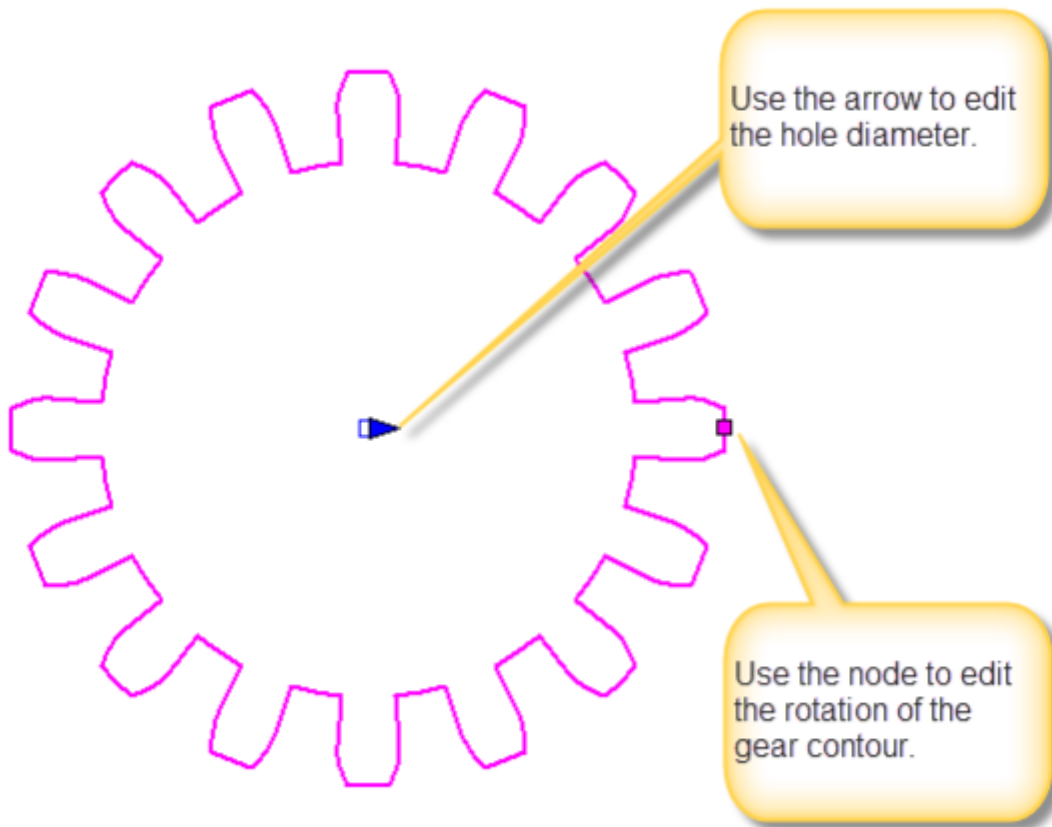 Use the arrow to edit
the hole diameter.
Use the node to edit
the rotation of the
gear contour.